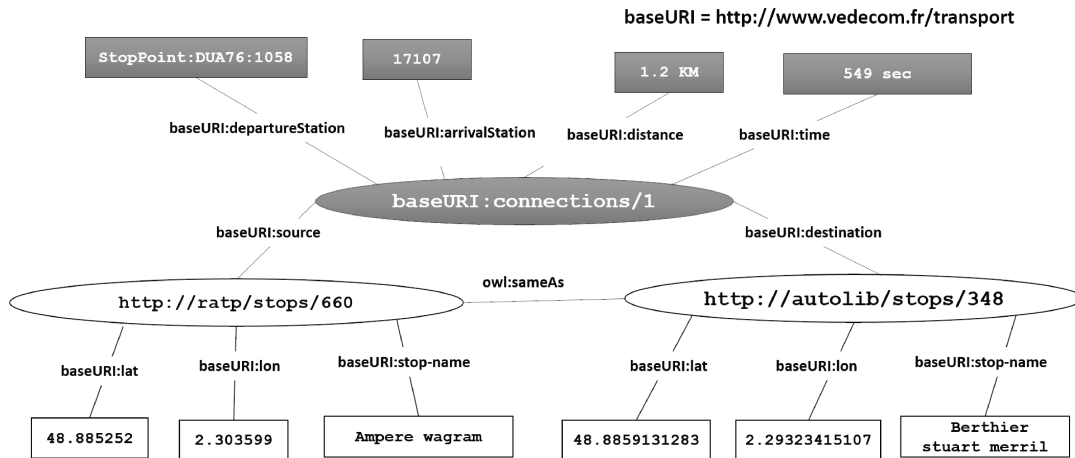 baseURI = http://www.vedecom.fr/transport
StopPoint:DUA76:1058
17107
1.2 KM
549 sec
baseURI:departureStation
baseURI:arrivalStation
baseURI:distance
baseURI:time
baseURI:connections/1
baseURI:source
baseURI:destination
owl:sameAs
http://ratp/stops/660
http://autolib/stops/348
baseURI:lat
baseURI:lon
baseURI:stop-name
baseURI:lat
baseURI:lon
baseURI:stop-name
48.885252
2.303599
Ampere wagram
48.8859131283
2.29323415107
Berthier
stuart merril